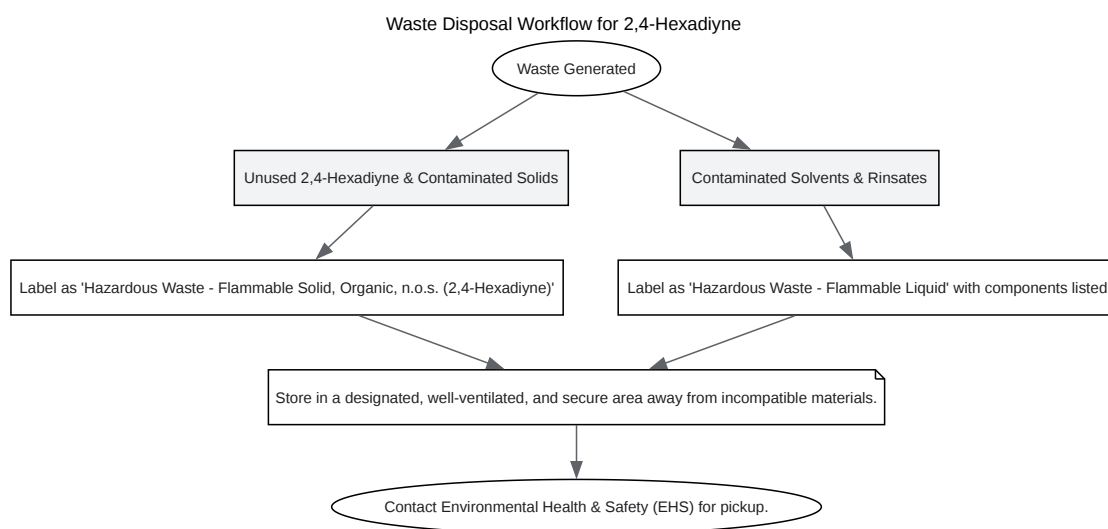 Waste Disposal Workflow for 2,4-Hexadiyne
Waste Generated
Unused 2,4-Hexadiyne & Contaminated Solids
Contaminated Solvents & Rinsates
Label as 'Hazardous Waste - Flammable Solid, Organic, n.o.s. (2,4-Hexadiyne)'
Label as 'Hazardous Waste - Flammable Liquid' with components listed
Store in a designated, well-ventilated, and secure area away from incompatible materials.
Contact Environmental Health & Safety (EHS) for pickup.